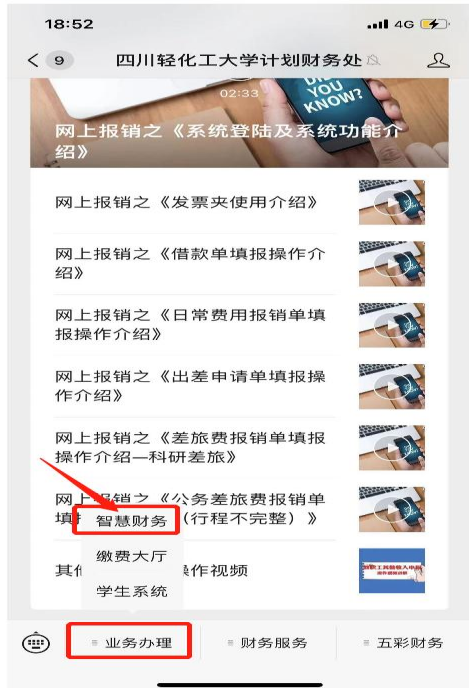 18:52
4G
9
四川轻化工大学计划财务处
DID
YOU
KNOW?
02:33
网上报销之《系统登陆及系统功能介
绍》
网上报销之《发票夹使用介绍》
网上报销之《借款单填报操作介
绍》
网上报销之《日常费用报销单填
报操作介绍》
网上报销之《出差申请单填报操
作介绍》
网上报销之《差旅费报销单填报
操作介绍—科研差旅》
网上报销之《公务差旅费报销单
填
(行程不完整）》
智慧财务
缴费大厅
其
操作视频
学生系统
业务办理
财务服务
五彩财务